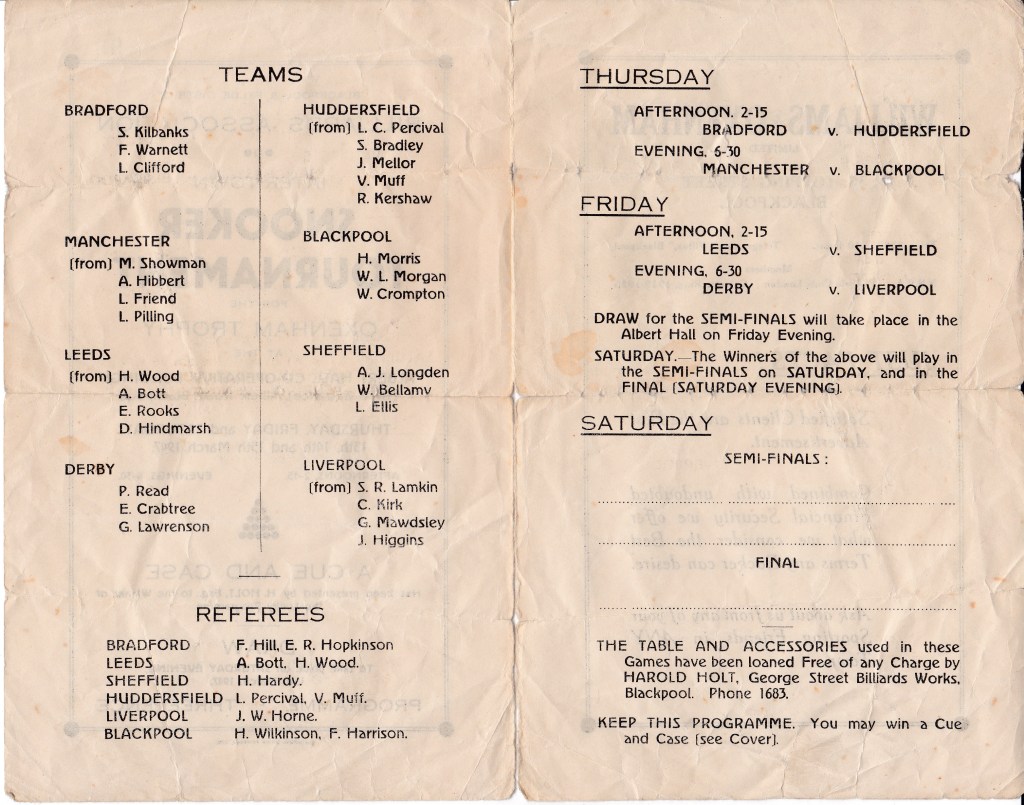 TEAMS
BRADFORD
S. Kilbanks
F. Warnett
L. Clifford
HUDDERSFIELD
(from) L. C. Percival
S. Bradley
J. Mellor
V. Muff
R. Kershaw
MANCHESTER
(from) M. Showman
A. Hibbert
L. Friend
L. Pilling
BLACKPOOL
H. Morris
W. L. Morgan
W. Crompton
LEEDS
(from) H. Wood
A. Bott
E. Rooks
D. Hindmarsh
SHEFFIELD
A. J. Longden
W. Bellamy
L. Ellis
DERBY
P. Read
E. Crabtree
G. Lawrenson
LIVERPOOL
(from) S. R. Lamkin
C. Kirk
G. Mawdsley
J. Higgins
REFEREES
BRADFORD F. Hill, E. R. Hopkinson
LEEDS A. Bott, H. Wood.
SHEFFIELD H. Hardy.
HUDDERSFIELD L. Percival, V. Muff.
LIVERPOOL J. W. Horne.
BLACKPOOL H. Wilkinson, F. Harrison.
THURSDAY
AFTERNOON, 2-15
BRADFORD v. HUDDERSFIELD
EVENING, 6-30
MANCHESTER v. BLACKPOOL
FRIDAY
AFTERNOON, 2-15
LEEDS v. SHEFFIELD
EVENING, 6-30
DERBY v. LIVERPOOL
DRAW for the SEMI-FINALS will take place in the
Albert Hall on Friday Evening.
SATURDAY.—The Winners of the above will play in
the SEMI-FINALS on SATURDAY, and in the
FINAL (SATURDAY EVENING).
SATURDAY
SEMI-FINALS :
FINAL
THE TABLE AND ACCESSORIES used in these
Games have been loaned Free of any Charge by
HAROLD HOLT, George Street Billiards Works,
Blackpool. Phone 1683.
KEEP THIS PROGRAMME. You may win a Cue
and Case (see Cover).